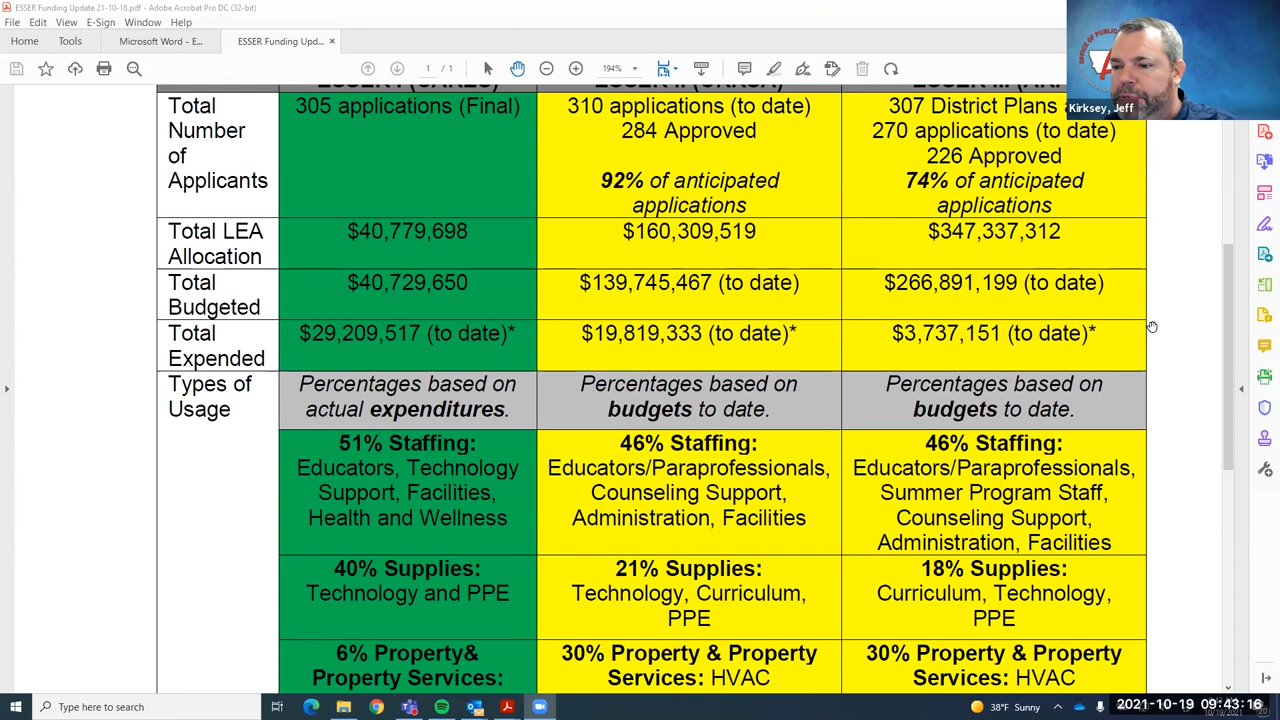 ESSER Funding Update 21-10-18.pdf - Adobe Acrobat Pro DC (32-bit)
File Edit View E-Sign Window Help
Home Tools Microsoft Word - E... ESSER Funding Upd... ×
1 / 1 194%
Kirksey, Jeff
Total Number of Applicants
305 applications (Final)
310 applications (to date)
284 Approved
92% of anticipated
applications
307 District Plans
270 applications (to date)
226 Approved
74% of anticipated
applications
Total LEA
Allocation
$40,779,698
$160,309,519
$347,337,312
Total
Budgeted
$40,729,650
$139,745,467 (to date)
$266,891,199 (to date)
Total
Expended
$29,209,517 (to date)*
$19,819,333 (to date)*
$3,737,151 (to date)*
Types of
Usage
Percentages based on
actual expenditures.
Percentages based on
budgets to date.
Percentages based on
budgets to date.
51% Staffing:
Educators, Technology
Support, Facilities,
Health and Wellness
46% Staffing:
Educators/Paraprofessionals,
Counseling Support,
Administration, Facilities
46% Staffing:
Educators/Paraprofessionals,
Summer Program Staff,
Counseling Support,
Administration, Facilities
40% Supplies:
Technology and PPE
21% Supplies:
Technology, Curriculum,
PPE
18% Supplies:
Curriculum, Technology,
PPE
6% Property&
Property Services:
30% Property & Property
Services: HVAC
30% Property & Property
Services: HVAC
Type here to search
38°F Sunny
2021-10-19 09:43:16